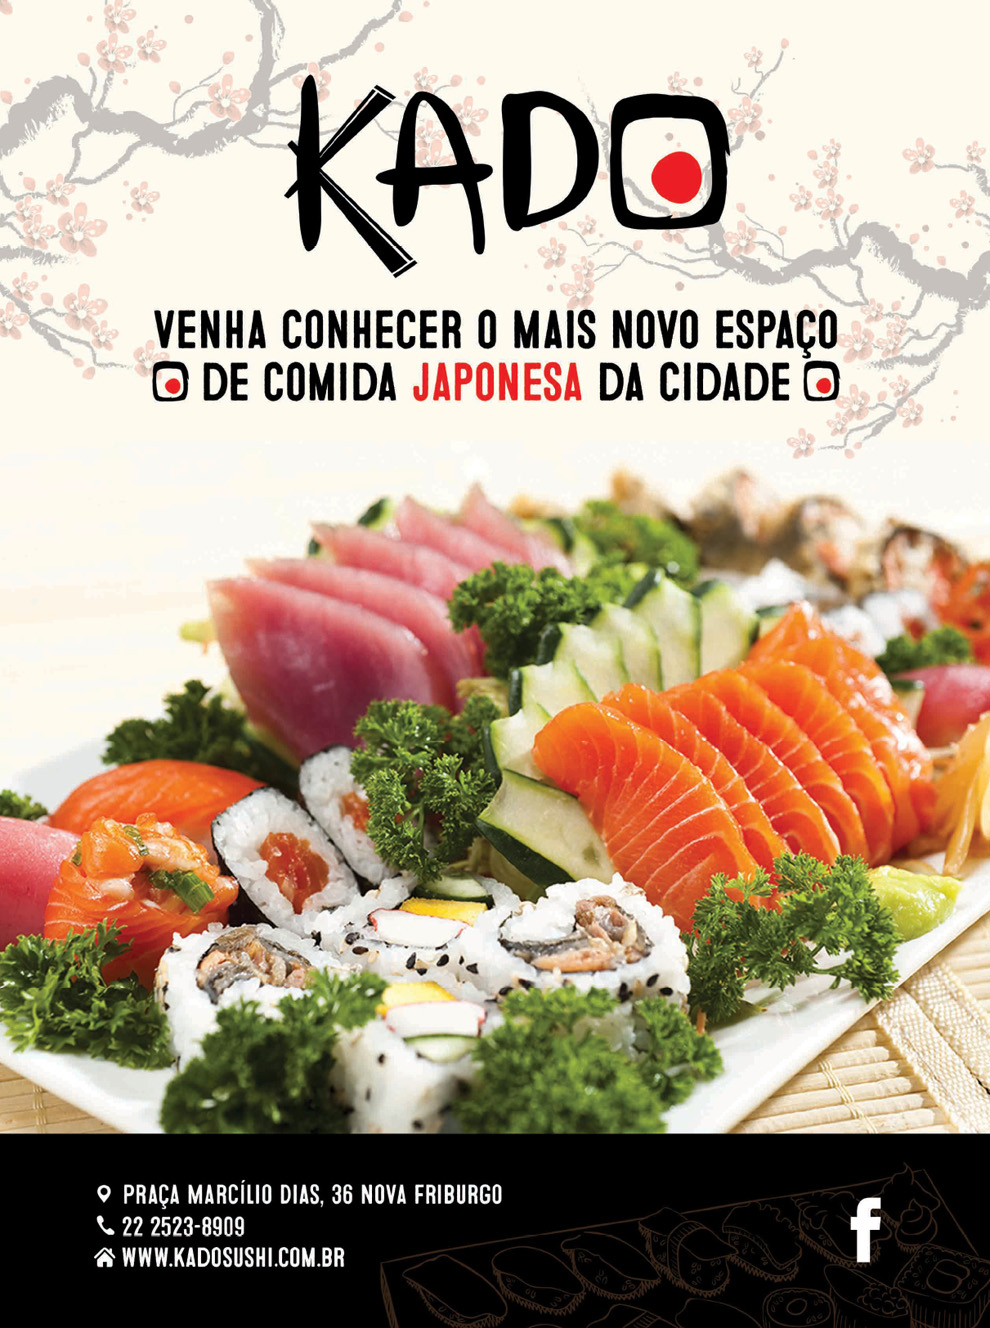 KADO
VENHA CONHECER O MAIS NOVO ESPAÇO
DE COMIDA JAPONESA DA CIDADE
PRAÇA MARCÍLIO DIAS, 36 NOVA FRIBURGO
22 2523-8909
WWW.KADOSUSHI.COM.BR
f